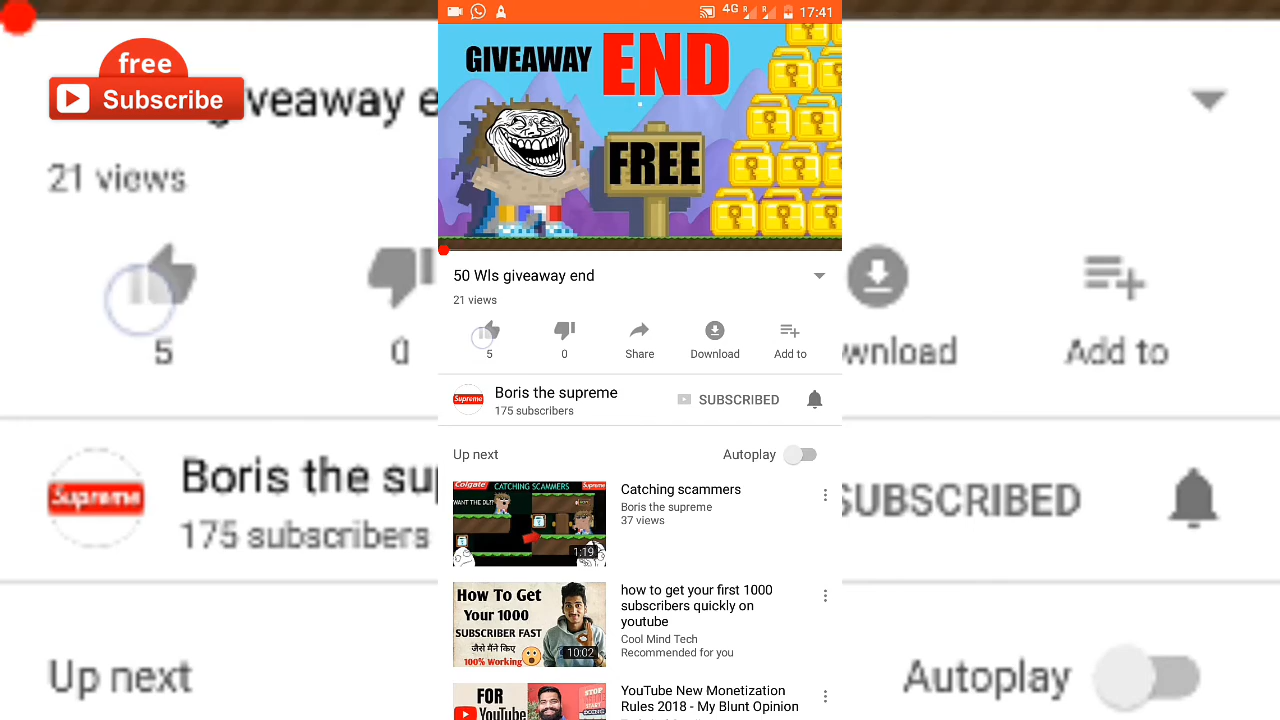 free
Subscribe
veaway e
21 views
5
0
wnload
Add to
Boris the su
175 subscribers
SUBSCRIBED
Supreme
Up next
Autoplay
4G R R 17:41
GIVEAWAY END
FREE
50 Wls giveaway end
21 views
5
0
Share
Download
Add to
Supreme
Boris the supreme
175 subscribers
SUBSCRIBED
Up next
Autoplay
Colgate CATCHING SCAMMERS Supreme
1:19
Catching scammers
Boris the supreme
37 views
How To Get
Your 1000
SUBSCRIBER FAST
जैसे मैंने किए
100% Working
10:02
how to get your first 1000
subscribers quickly on
youtube
Cool Mind Tech
Recommended for you
FOR
YouTube
YouTube New Monetization
Rules 2018 - My Blunt Opinion